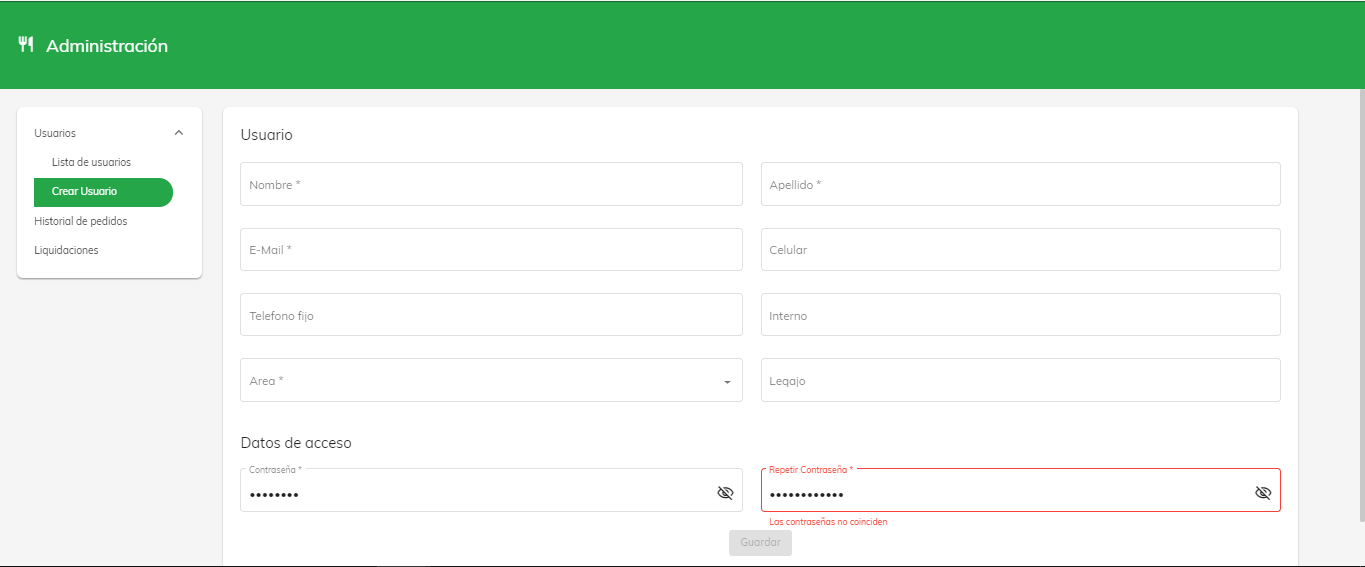 Administración
Usuarios
Lista de usuarios
Crear Usuario
Historial de pedidos
Liquidaciones
Usuario
Nombre *
Apellido *
E-Mail *
Celular
Telefono fijo
Interno
Area *
Legajo
Datos de acceso
Contraseña *
••••••••
Repetir Contraseña *
••••••••••••
Las contraseñas no coinciden
Guardar